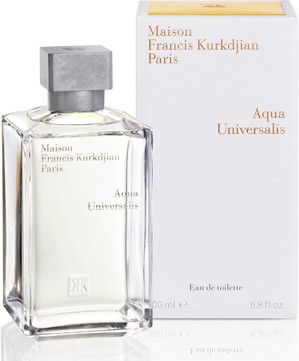 Maison
Francis Kurkdjian
Paris
Aqua
Universalis
Maison
Francis Kurkdjian
Paris
Aqua
Universalis
Eau de toilette
00 ml e 6.8 fl.oz.